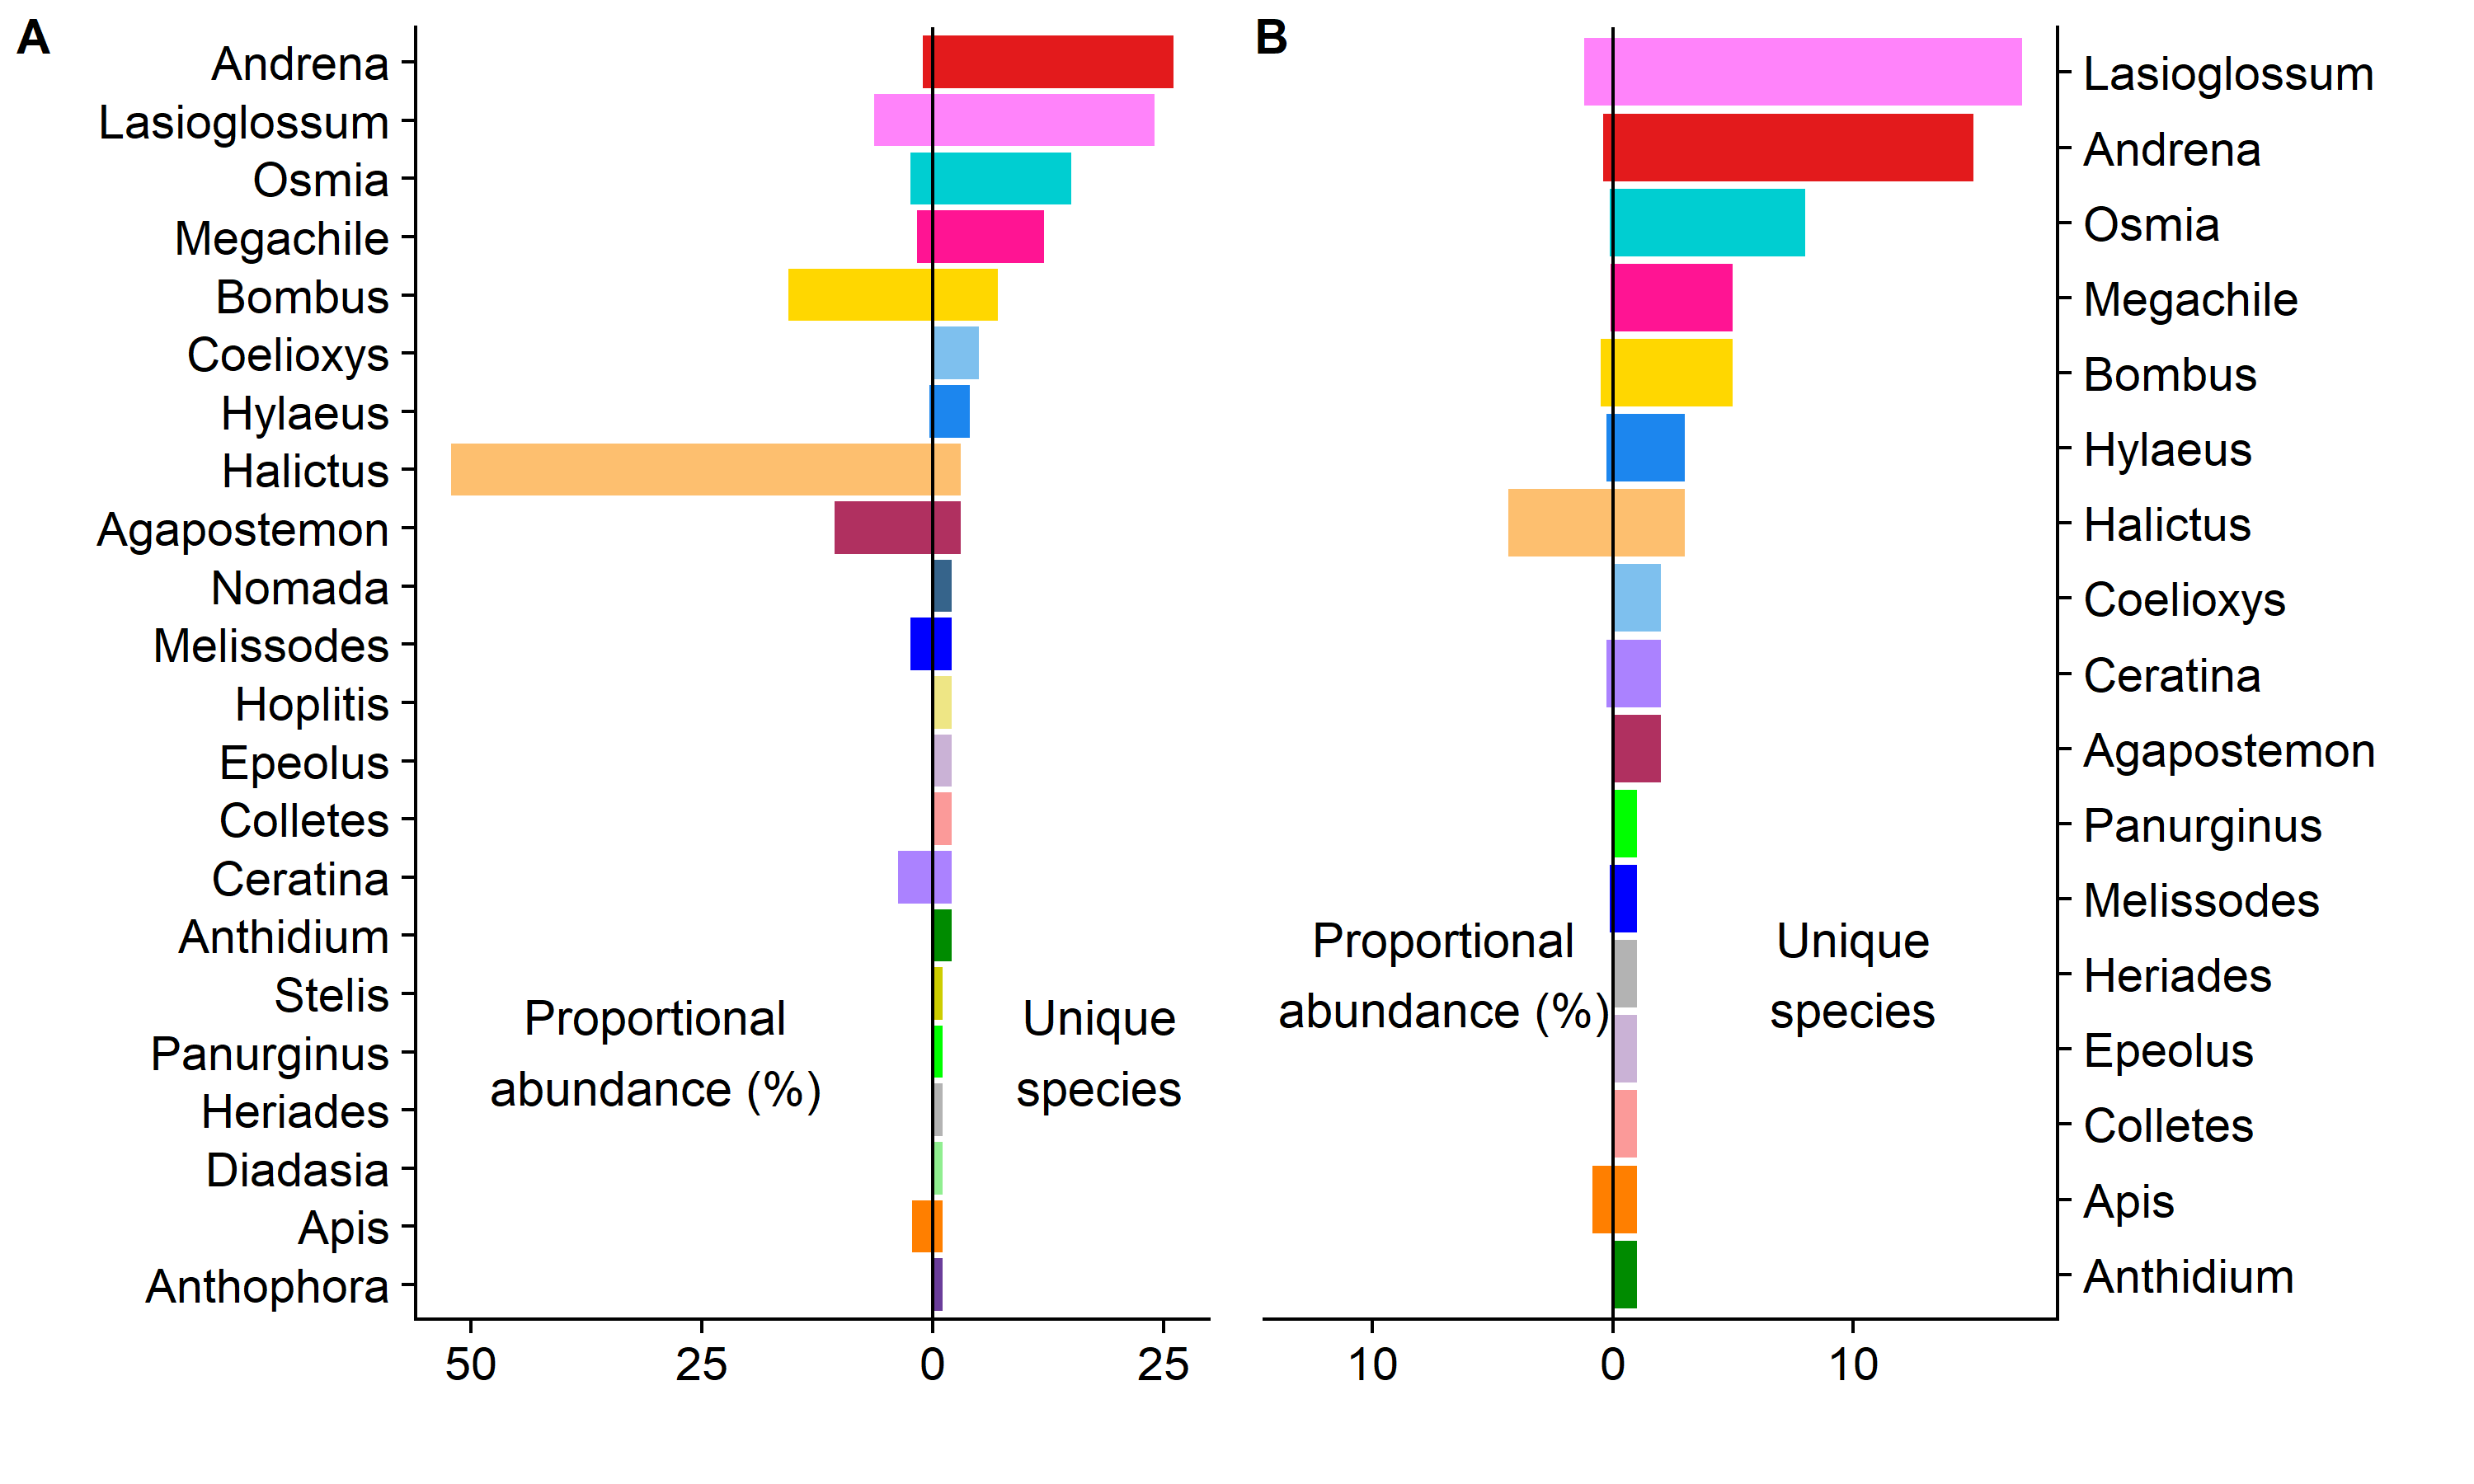 A
Andrena
Lasioglossum
Osmia
Megachile
Bombus
Coelioxys
Hylaeus
Halictus
Agapostemon
Nomada
Melissodes
Hoplitis
Epeolus
Colletes
Ceratina
Anthidium
Stelis
Panurginus
Heriades
Diadasia
Apis
Anthophora
Proportional
abundance (%)
Unique
species
50 25 0 25
B
Lasioglossum
Andrena
Osmia
Megachile
Bombus
Hylaeus
Halictus
Coelioxys
Ceratina
Agapostemon
Panurginus
Melissodes
Heriades
Epeolus
Colletes
Apis
Anthidium
Proportional
abundance (%)
Unique
species
10 0 10